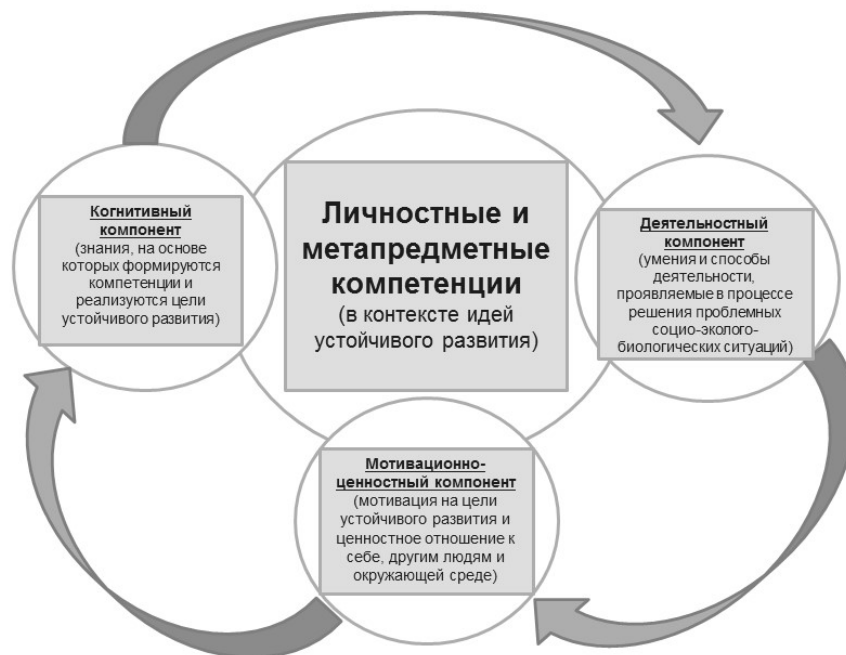 Когнитивный
компонент
(знания, на основе
которых формируются
компетенции и
реализуются цели
устойчивого развития)
Личностные и
метапредметные
компетенции
(в контексте идей
устойчивого развития)
Деятельностный
компонент
(умения и способы
деятельности,
проявляемые в процессе
решения проблемных
социо-эколого-
биологических ситуаций)
Мотивационно-
ценностный компонент
(мотивация на цели
устойчивого развития и
ценностное отношение к
себе, другим людям и
окружающей среде)